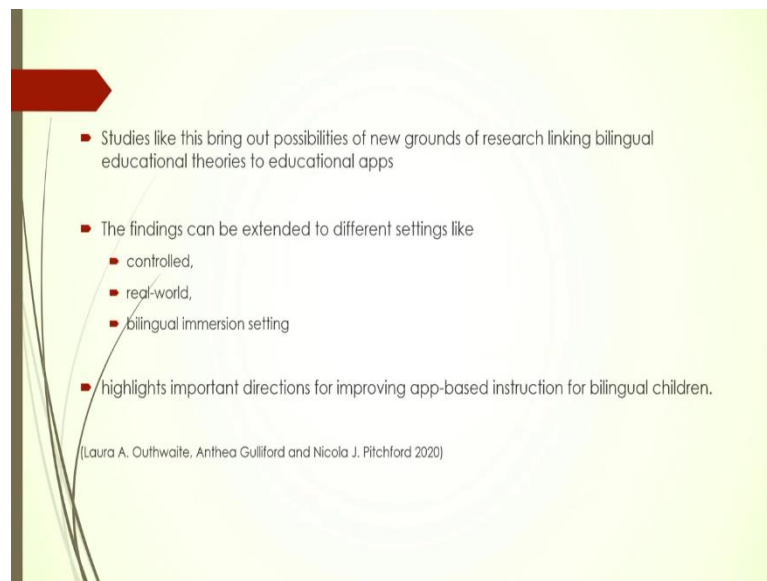 Studies like this bring out possibilities of new grounds of research linking bilingual
educational theories to educational apps
The findings can be extended to different settings like
controlled,
real-world,
bilingual immersion setting
highlights important directions for improving app-based instruction for bilingual children.
(Laura A. Outhwaite, Anthea Gulliford and Nicola J. Pitchford 2020)